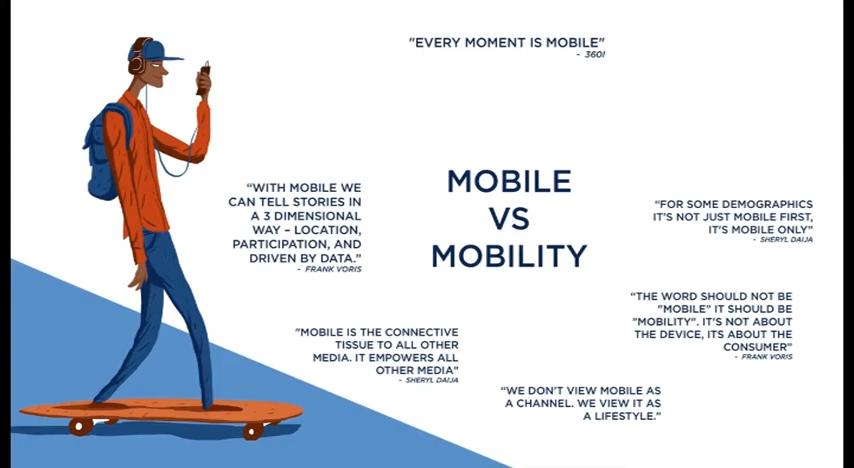 "EVERY MOMENT IS MOBILE"
- 360I
MOBILE
VS
MOBILITY
“WITH MOBILE WE
CAN TELL STORIES IN
A 3 DIMENSIONAL
WAY – LOCATION,
PARTICIPATION, AND
DRIVEN BY DATA.”
- FRANK VORIS
“FOR SOME DEMOGRAPHICS
IT’S NOT JUST MOBILE FIRST,
IT’S MOBILE ONLY”
- SHERYL DAIJA
“THE WORD SHOULD NOT BE
"MOBILE" IT SHOULD BE
"MOBILITY". IT’S NOT ABOUT
THE DEVICE, ITS ABOUT THE
CONSUMER”
- FRANK VORIS
"MOBILE IS THE CONNECTIVE
TISSUE TO ALL OTHER
MEDIA. IT EMPOWERS ALL
OTHER MEDIA"
- SHERYL DAIJA
“WE DON’T VIEW MOBILE AS
A CHANNEL. WE VIEW IT AS
A LIFESTYLE.”